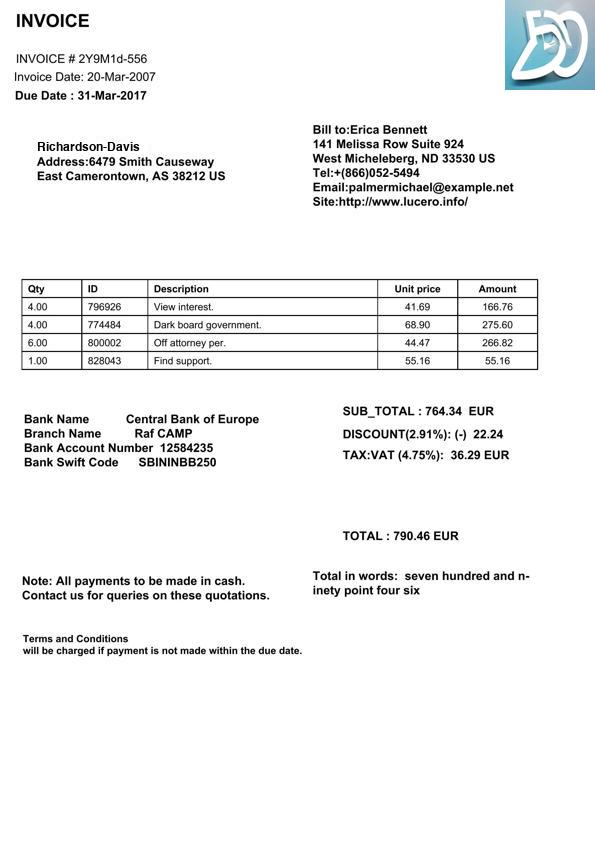 INVOICE
INVOICE # 2Y9M1d-556
Invoice Date: 20-Mar-2007
Due Date : 31-Mar-2017
Richardson-Davis
Address:6479 Smith Causeway
East Camerontown, AS 38212 US
Bill to:Erica Bennett
141 Melissa Row Suite 924
West Micheleberg, ND 33530 US
Tel:+(866)052-5494
Email:palmermichael@example.net
Site:http://www.lucero.info/
Qty ID Description Unit price Amount
4.00 796926 View interest. 41.69 166.76
4.00 774484 Dark board government. 68.90 275.60
6.00 800002 Off attorney per. 44.47 266.82
1.00 828043 Find support. 55.16 55.16
Bank Name Central Bank of Europe
Branch Name Raf CAMP
Bank Account Number 12584235
Bank Swift Code SBININBB250
SUB_TOTAL : 764.34 EUR
DISCOUNT(2.91%): (-) 22.24
TAX:VAT (4.75%): 36.29 EUR
TOTAL : 790.46 EUR
Note: All payments to be made in cash.
Contact us for queries on these quotations.
Total in words: seven hundred and n-
inety point four six
Terms and Conditions
will be charged if payment is not made within the due date.